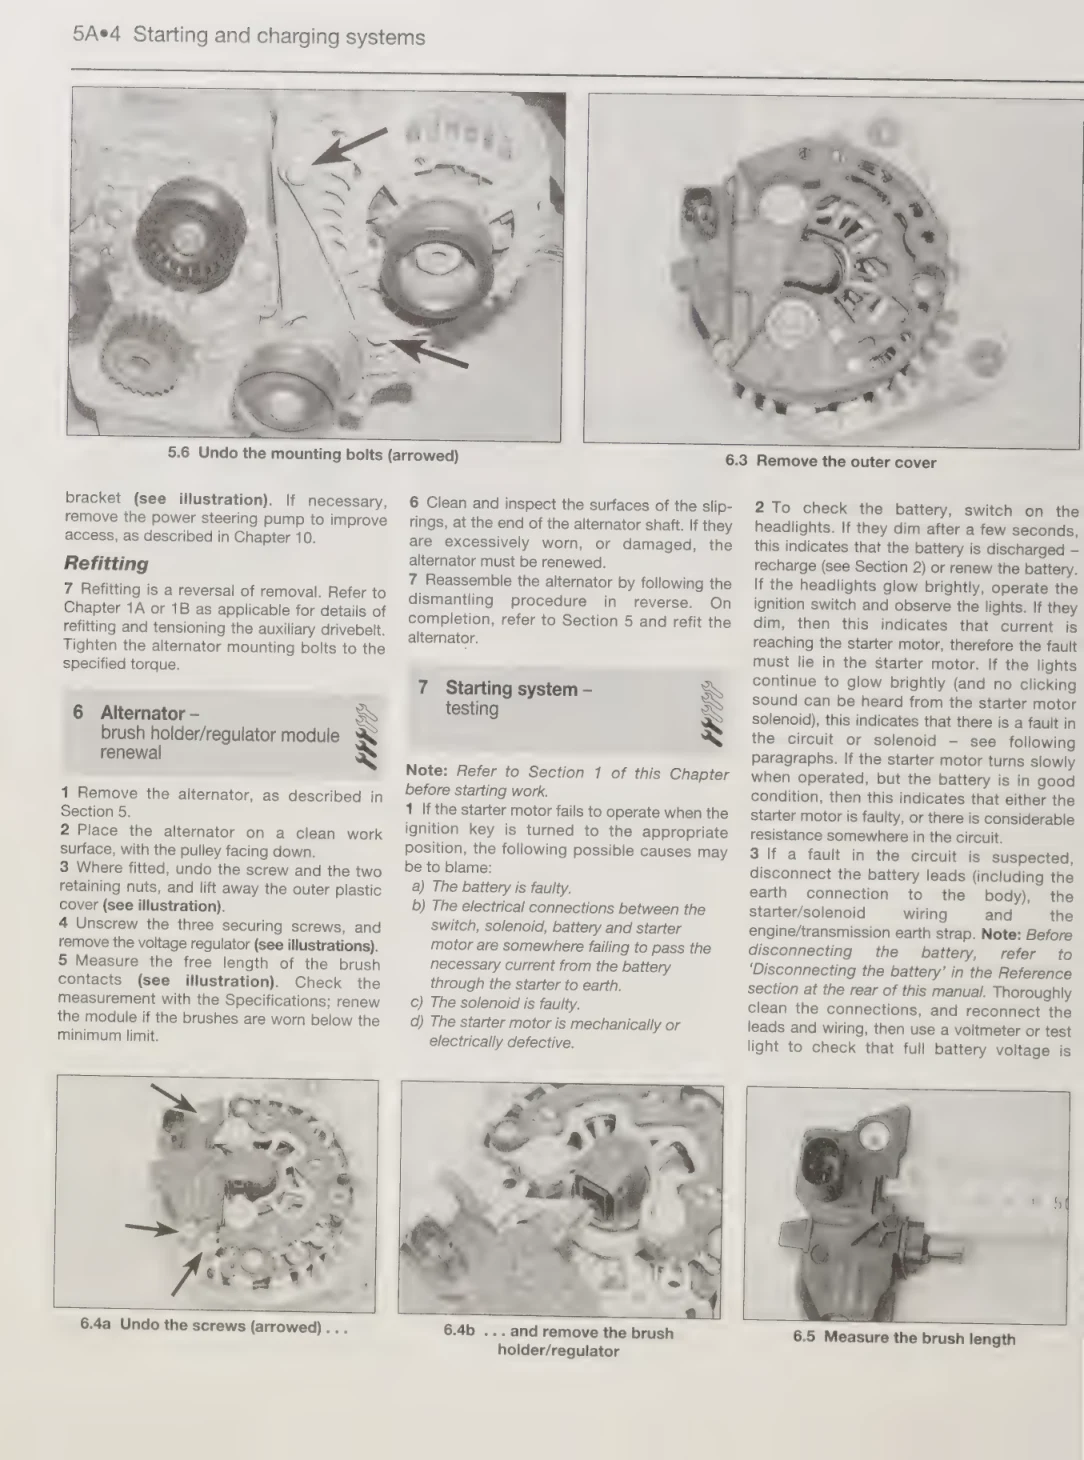 5A•4 Starting and charging systems
5.6 Undo the mounting bolts (arrowed)
6.3 Remove the outer cover
bracket (see illustration). If necessary,
remove the power steering pump to improve
access, as described in Chapter 10.
Refitting
7 Refitting is a reversal of removal. Refer to
Chapter 1A or 1B as applicable for details of
refitting and tensioning the auxiliary drivebelt.
Tighten the alternator mounting bolts to the
specified torque.
6 Alternator –
brush holder/regulator module
renewal
1 Remove the alternator, as described in
Section 5.
2 Place the alternator on a clean work
surface, with the pulley facing down.
3 Where fitted, undo the screw and the two
retaining nuts, and lift away the outer plastic
cover (see illustration).
4 Unscrew the three securing screws, and
remove the voltage regulator (see illustrations).
5 Measure the free length of the brush
contacts (see illustration). Check the
measurement with the Specifications; renew
the module if the brushes are worn below the
minimum limit.
6 Clean and inspect the surfaces of the slip-
rings, at the end of the alternator shaft. If they
are excessively worn, or damaged, the
alternator must be renewed.
7 Reassemble the alternator by following the
dismantling procedure in reverse. On
completion, refer to Section 5 and refit the
alternator.
7 Starting system –
testing
Note: Refer to Section 1 of this Chapter
before starting work.
1 If the starter motor fails to operate when the
ignition key is turned to the appropriate
position, the following possible causes may
be to blame:
a) The battery is faulty.
b) The electrical connections between the
switch, solenoid, battery and starter
motor are somewhere failing to pass the
necessary current from the battery
through the starter to earth.
c) The solenoid is faulty.
d) The starter motor is mechanically or
electrically defective.
2 To check the battery, switch on the
headlights. If they dim after a few seconds,
this indicates that the battery is discharged –
recharge (see Section 2) or renew the battery.
If the headlights glow brightly, operate the
ignition switch and observe the lights. If they
dim, then this indicates that current is
reaching the starter motor, therefore the fault
must lie in the starter motor. If the lights
continue to glow brightly (and no clicking
sound can be heard from the starter motor
solenoid), this indicates that there is a fault in
the circuit or solenoid – see following
paragraphs. If the starter motor turns slowly
when operated, but the battery is in good
condition, then this indicates that either the
starter motor is faulty, or there is considerable
resistance somewhere in the circuit.
3 If a fault in the circuit is suspected,
disconnect the battery leads (including the
earth connection to the body), the
starter/solenoid wiring and the
engine/transmission earth strap. Note: Before
disconnecting the battery, refer to
'Disconnecting the battery' in the Reference
section at the rear of this manual. Thoroughly
clean the connections, and reconnect the
leads and wiring, then use a voltmeter or test
light to check that full battery voltage is
6.4a Undo the screws (arrowed) . . .
6.4b . . . and remove the brush
holder/regulator
6.5 Measure the brush length